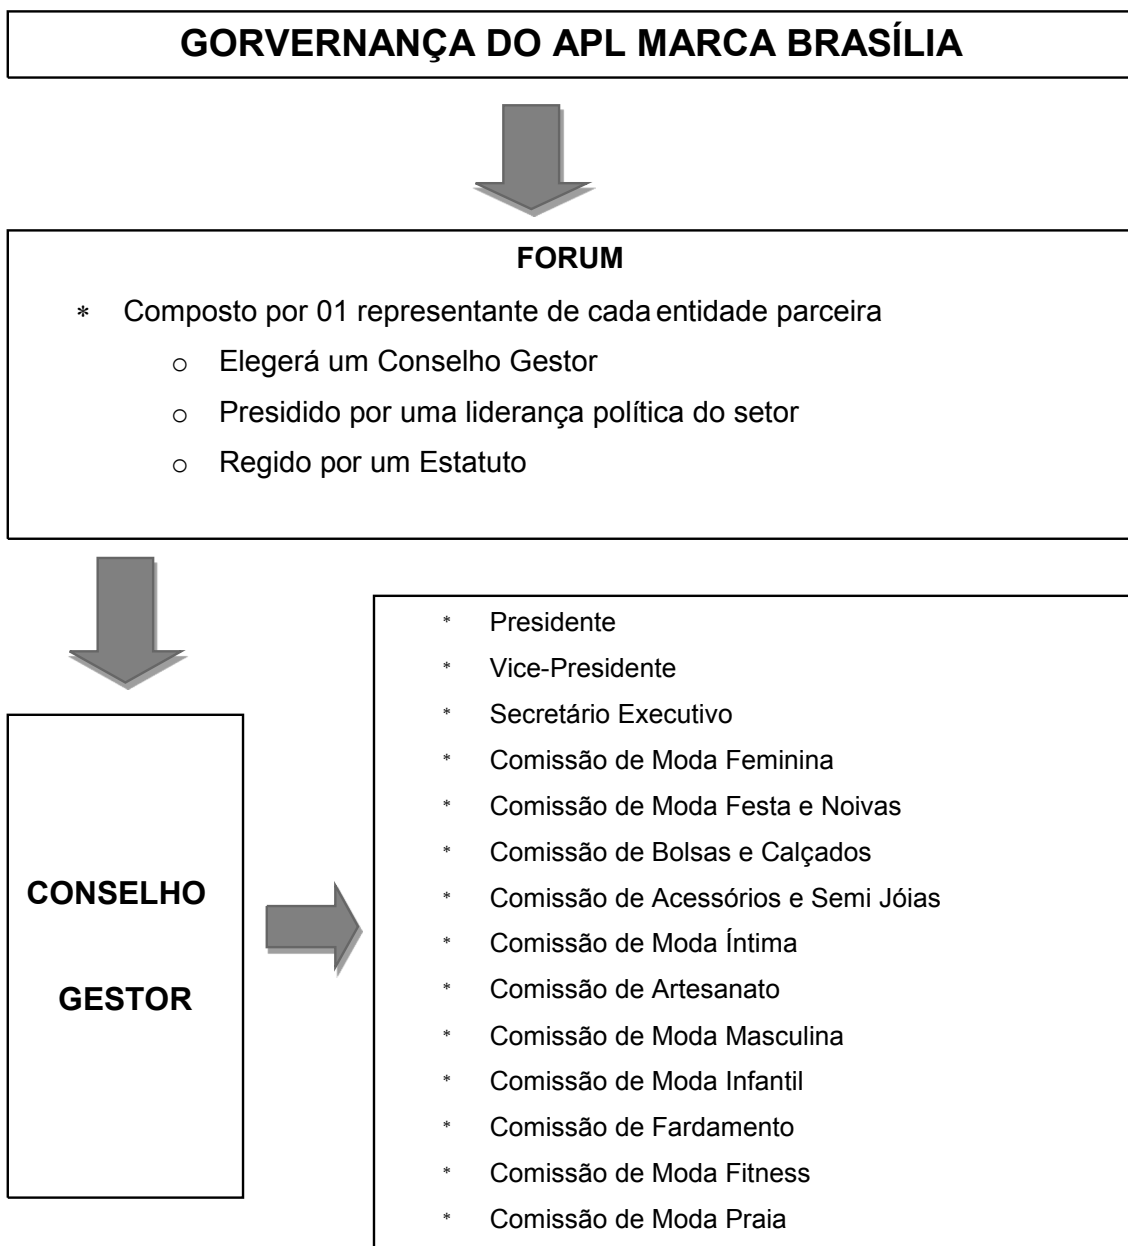 GORVERNANÇA DO APL MARCA BRASÍLIA
FORUM
* Composto por 01 representante de cada entidade parceira
o Elegerá um Conselho Gestor
o Presidido por uma liderança política do setor
o Regido por um Estatuto
CONSELHO
GESTOR
* Presidente
* Vice-Presidente
* Secretário Executivo
* Comissão de Moda Feminina
* Comissão de Moda Festa e Noivas
* Comissão de Bolsas e Calçados
* Comissão de Acessórios e Semi Jóias
* Comissão de Moda Íntima
* Comissão de Artesanato
* Comissão de Moda Masculina
* Comissão de Moda Infantil
* Comissão de Fardamento
* Comissão de Moda Fitness
* Comissão de Moda Praia